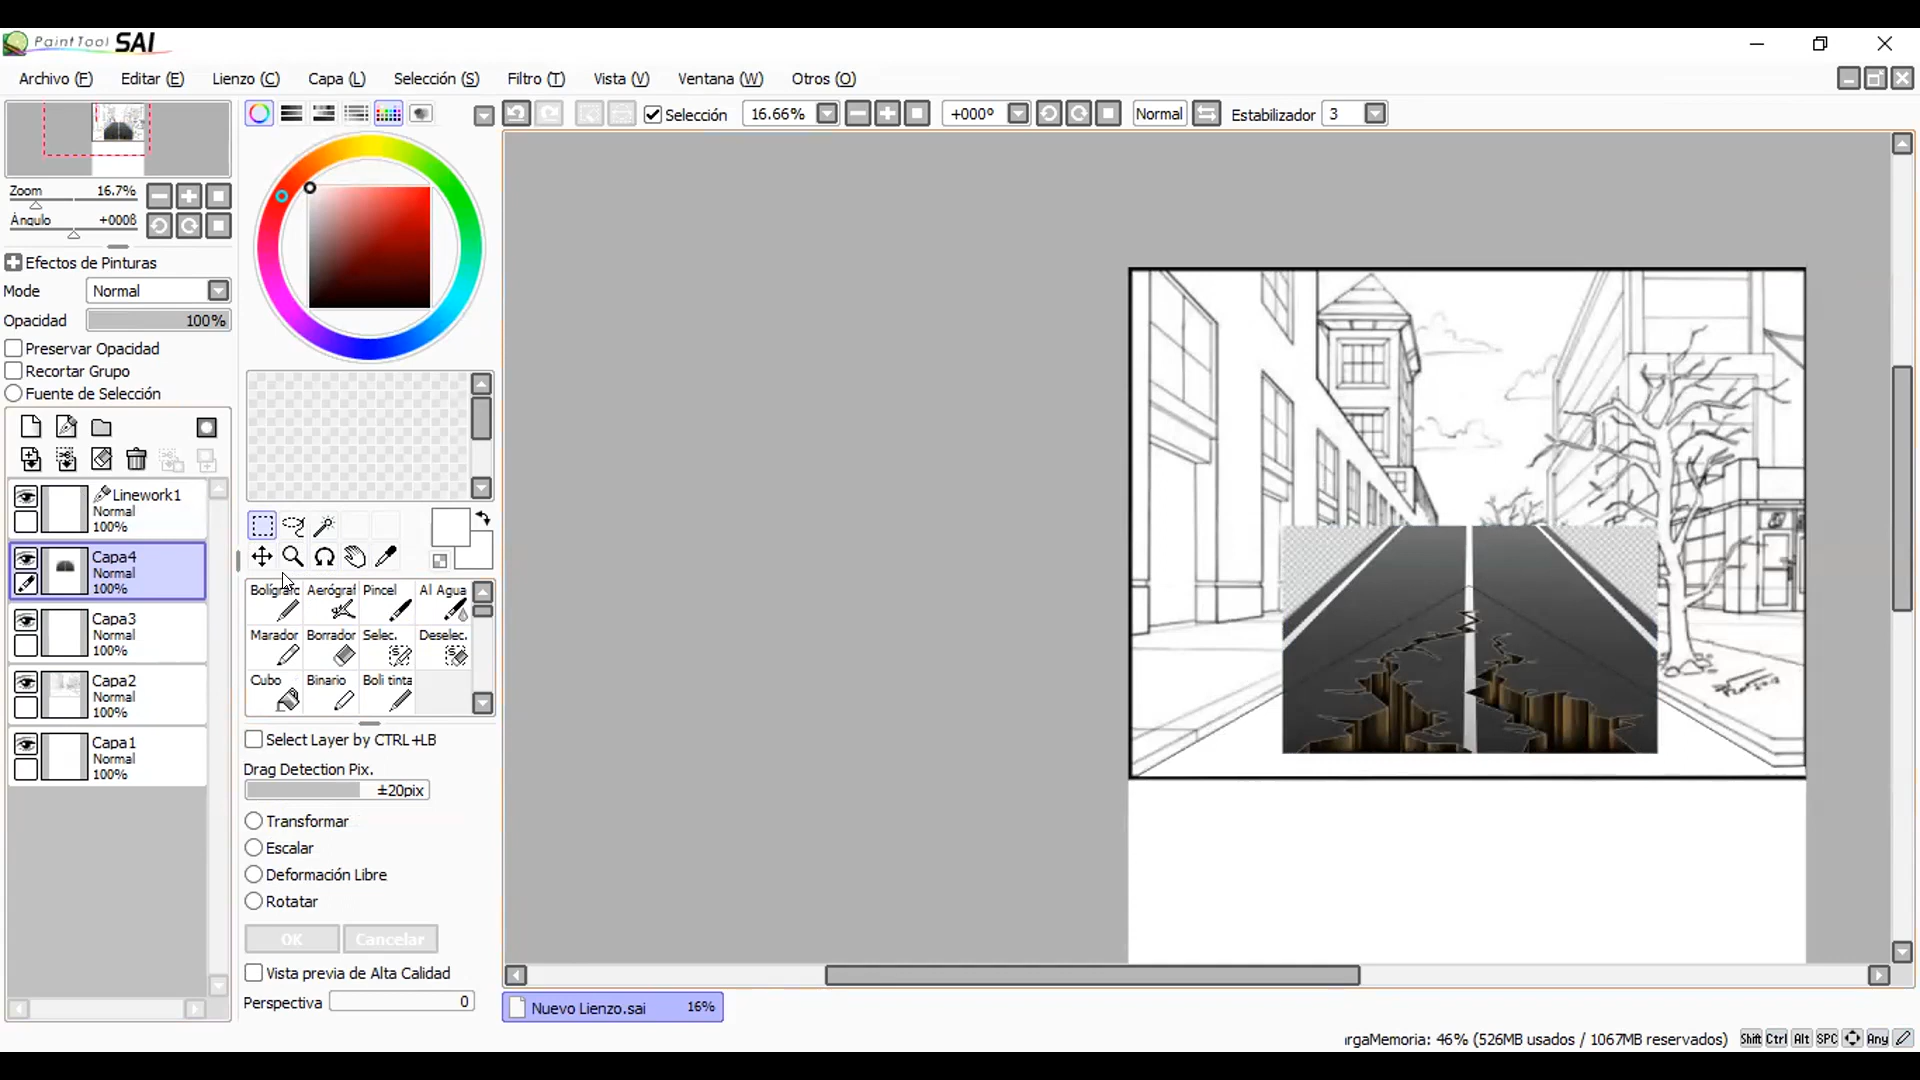 PaintTool SAI
Archivo (F) Editar (E) Lienzo (C) Capa (L) Selección (S) Filtro (T) Vista (V) Ventana (W) Otros (O)
Selección 16.66% +000º Normal Estabilizador 3
Zoom 16.7%
Ángulo +000ß
Efectos de Pinturas
Mode Normal
Opacidad 100%
Preservar Opacidad
Recortar Grupo
Fuente de Selección
Linework1
Normal
100%
Capa4
Normal
100%
Capa3
Normal
100%
Capa2
Normal
100%
Capa1
Normal
100%
Bolígrafc Aerógraf Pincel Al Agua
Marador Borrador Selec. Deselec.
Cubo Binario Boli tinta
Select Layer by CTRL+LB
Drag Detection Pix.
±20pix
Transformar
Escalar
Deformación Libre
Rotatar
OK Cancelar
Vista previa de Alta Calidad
Perspectiva 0
Nuevo Lienzo.sai 16%
argaMemoria: 46% (526MB usados / 1067MB reservados) Shift Ctrl Alt SPC Any